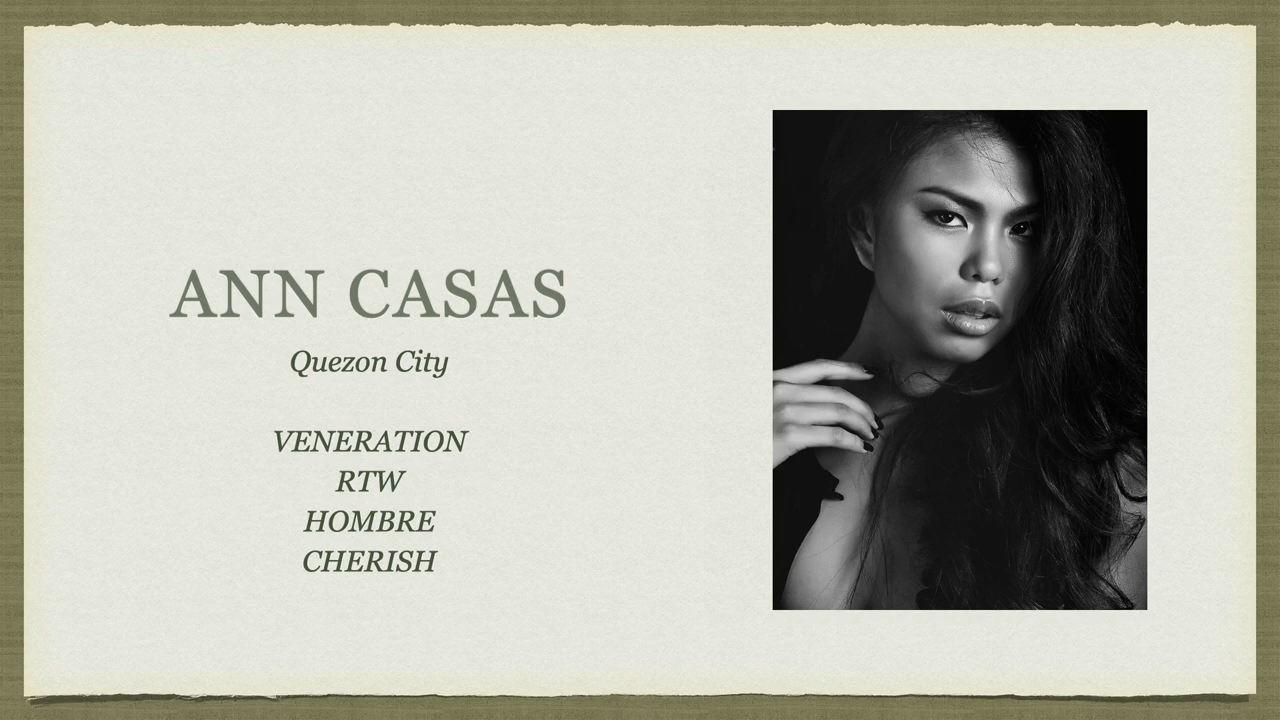 ANN CASAS
Quezon City
VENERATION
RTW
HOMBRE
CHERISH